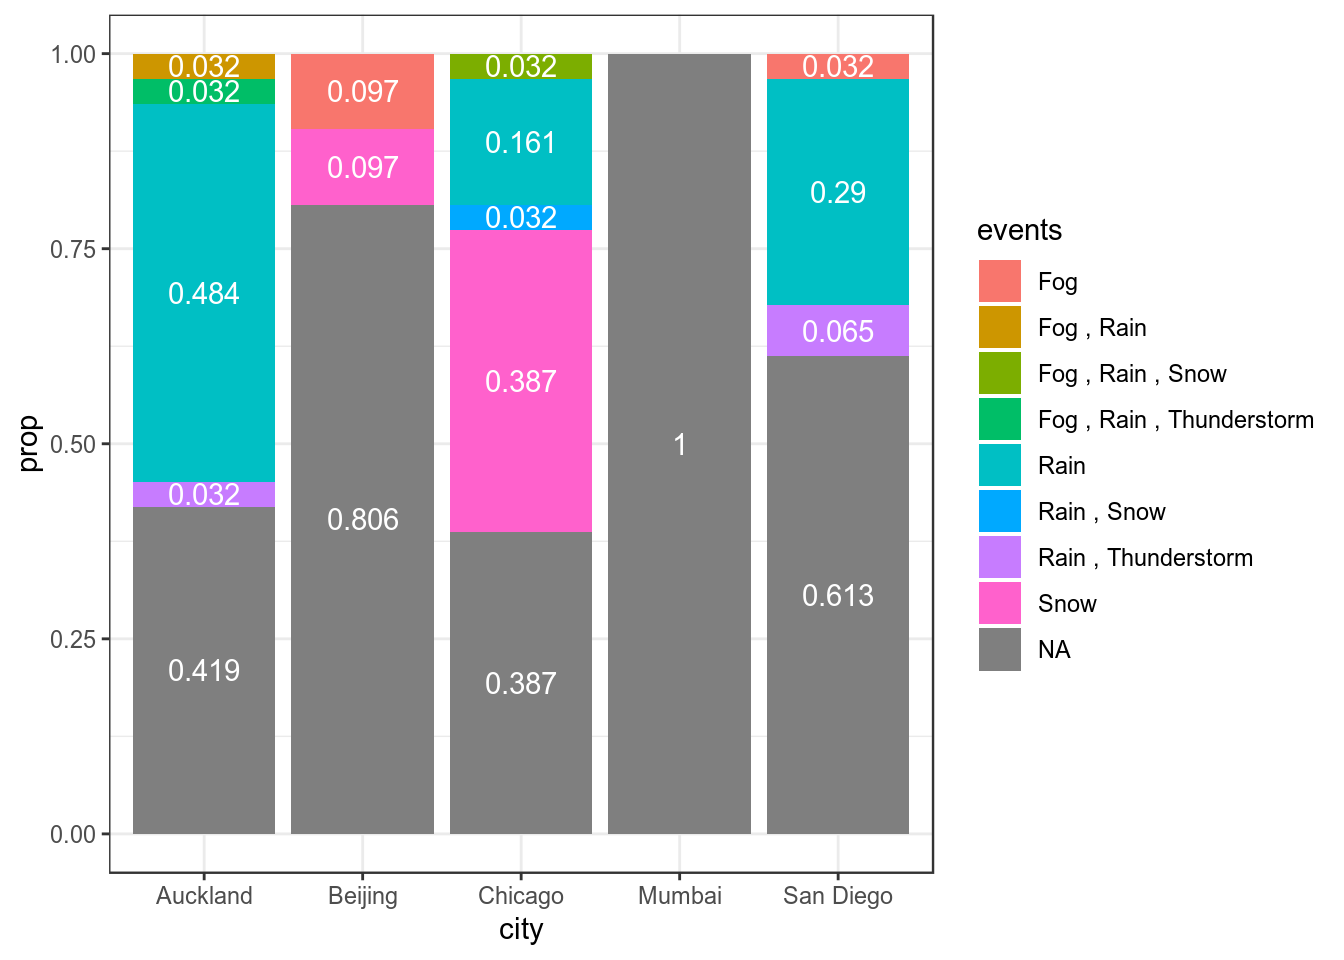 prop
1.00
0.75
0.50
0.25
0.00
0.032
0.032
0.484
0.032
0.419
0.097
0.097
0.806
0.032
0.161
0.032
0.387
0.387
1
0.032
0.29
0.065
0.613
Auckland
Beijing
Chicago
Mumbai
San Diego
city
events
Fog
Fog , Rain
Fog , Rain , Snow
Fog , Rain , Thunderstorm
Rain
Rain , Snow
Rain , Thunderstorm
Snow
NA